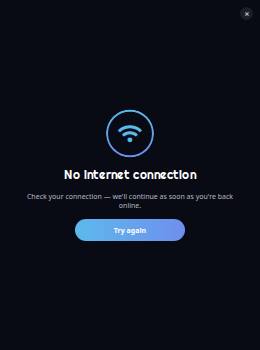 No Internet connection
Check your connection — we'll continue as soon as you're back
online.
Try again